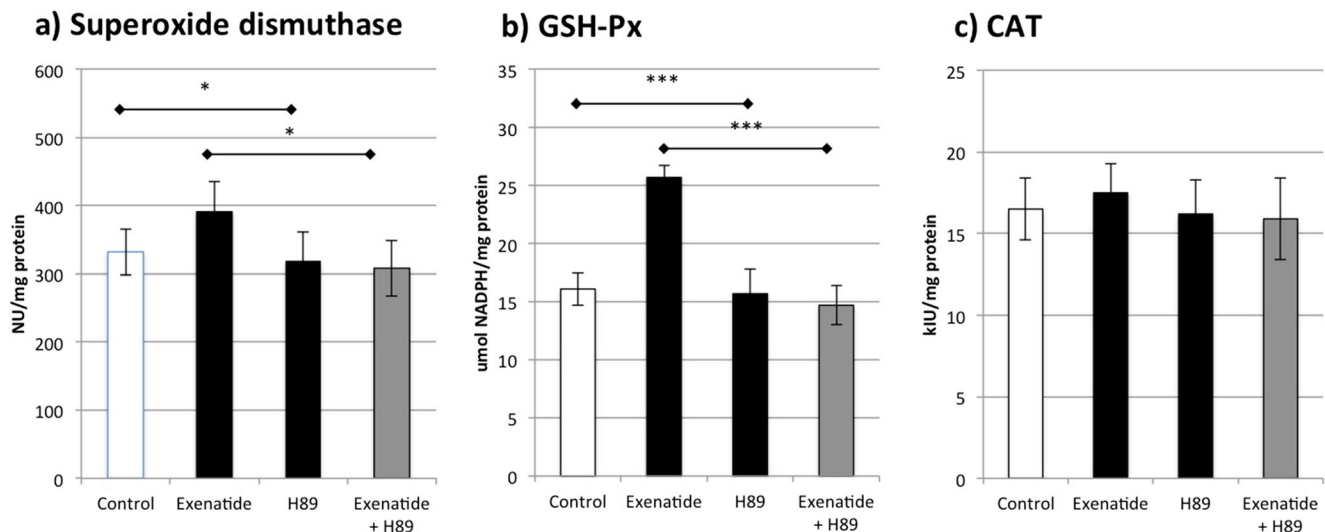 a) Superoxide dismuthase
600
500
400
300
200
100
0
NU/mg protein
*
*
Control
Exenatide
H89
Exenatide
+ H89
b) GSH-Px
35
30
25
20
15
10
5
0
umol NADPH/mg protein
***
***
Control
Exenatide
H89
Exenatide
+ H89
c) CAT
25
20
15
10
5
0
kIU/mg protein
Control
Exenatide
H89
Exenatide
+ H89